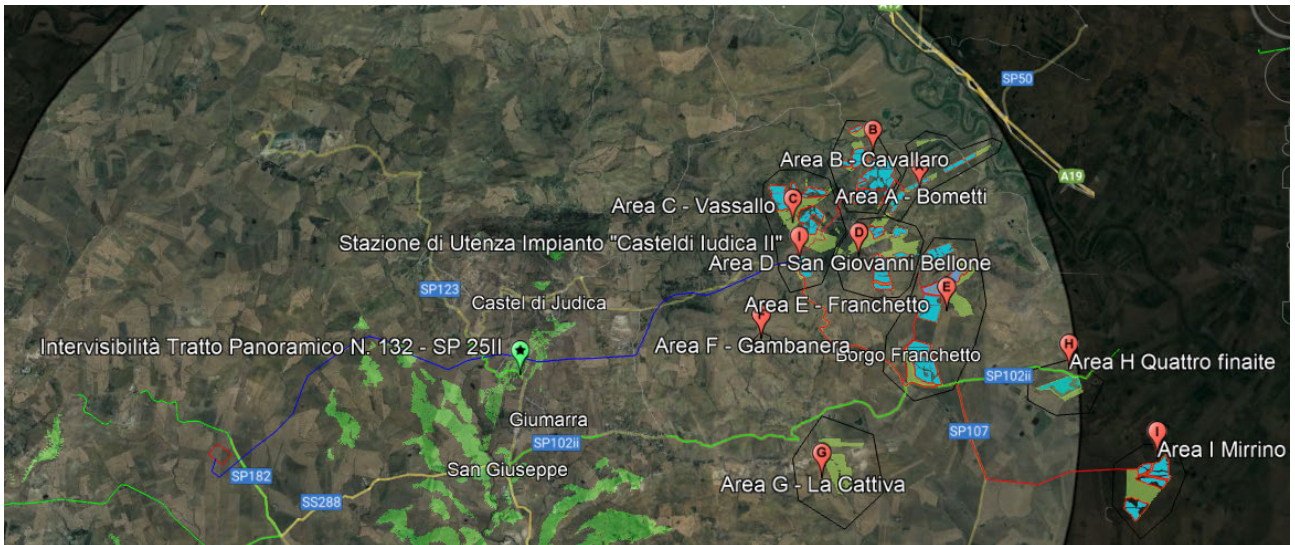 A19
SP50
B
Area B - Cavallaro
A19
C
Area C - Vassallo
Area A - Bometti
I
D
Stazione di Utenza Impianto "Casteldi Iudica II"
Area D- San Giovanni Bellone
SP123
Castel di Judica
E
Area E - Franchetto
F
Intervisibilità Tratto Panoramico N. 132 - SP 25II
Area F - Gambanera
Borgo Franchetto
H
Area H Quattro finaite
SP102ii
Giumarra
SP102ii
SP107
I
Area I Mirrino
SP182
San Giuseppe
G
Area G - La Cattiva
SS288